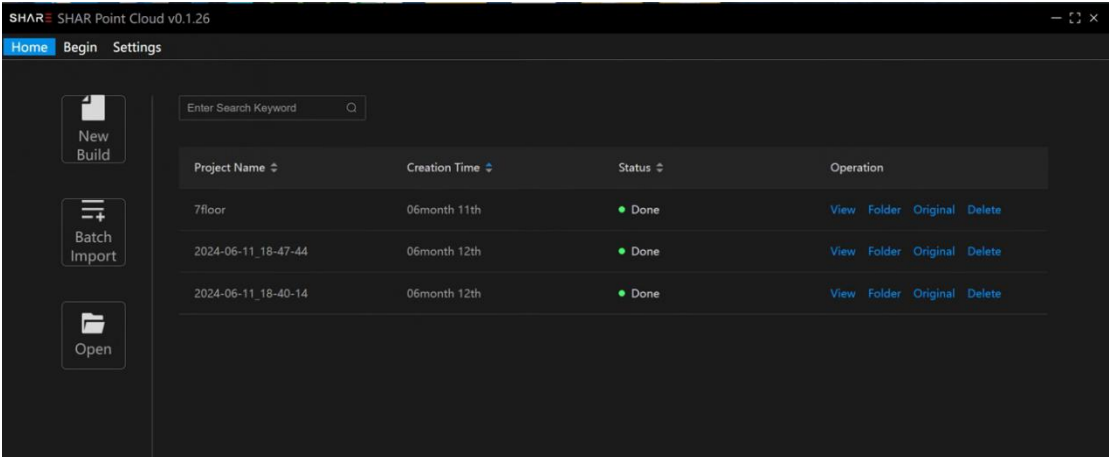 SHARE SHAR Point Cloud v0.1.26
Home Begin Settings
New
Build
Batch
Import
Open
Enter Search Keyword
Project Name Creation Time Status Operation
7floor 06month 11th Done View Folder Original Delete
2024-06-11_18-47-44 06month 12th Done View Folder Original Delete
2024-06-11_18-40-14 06month 12th Done View Folder Original Delete